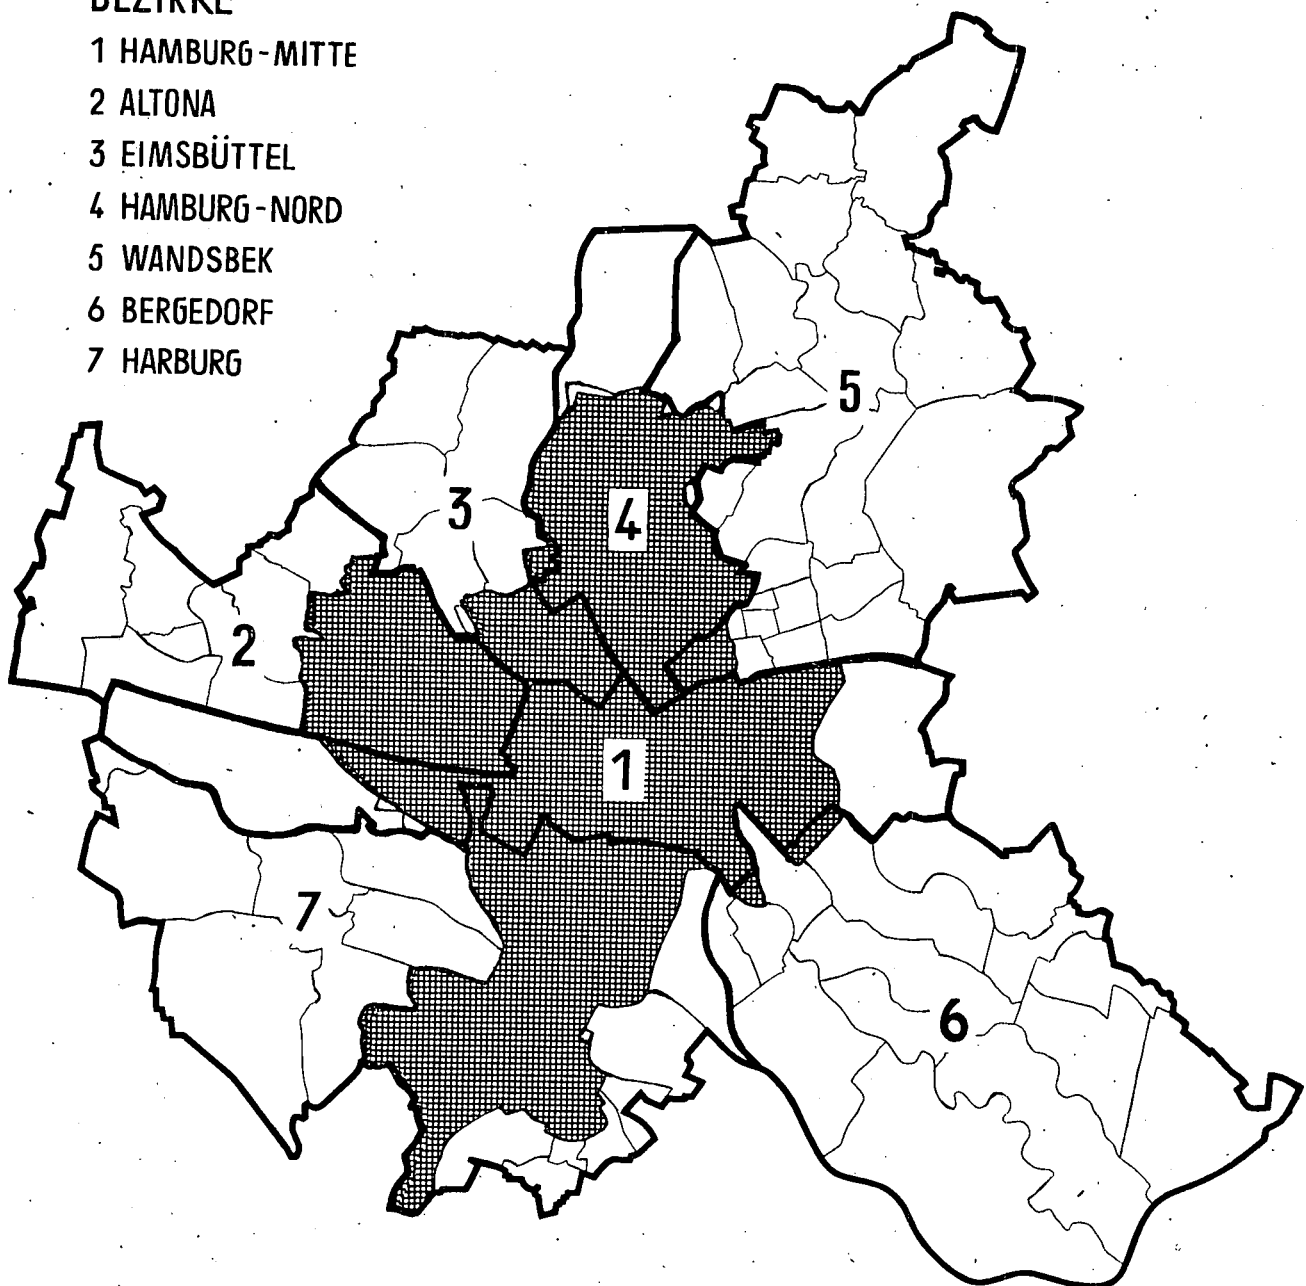 BEZIRKE
1 HAMBURG-MITTE
2 ALTONA
3 EIMSBÜTTEL
4 HAMBURG-NORD
5 WANDSBEK
6 BERGEDORF
7 HARBURG
5
3
4
2
1
7
6